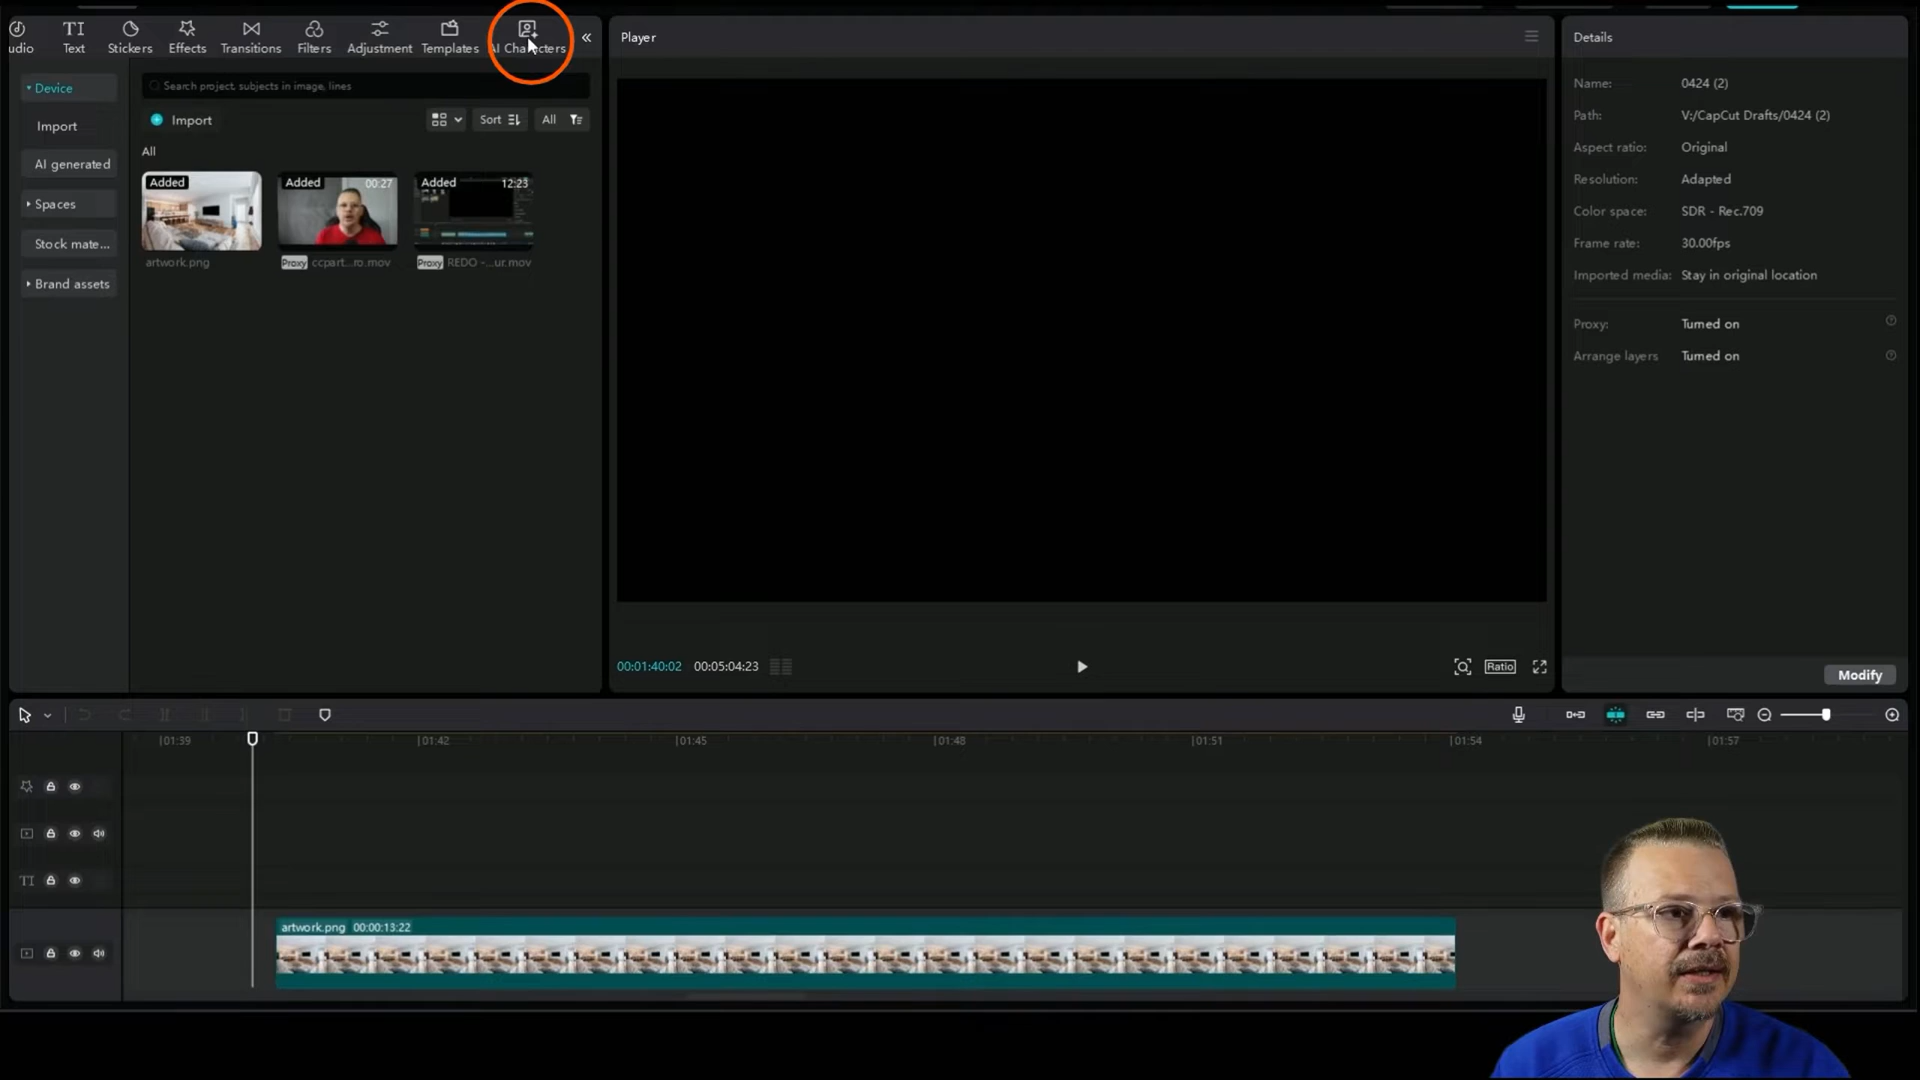 udio Text Stickers Effects Transitions Filters Adjustment Templates AI Characters
Player
Details
Device
Search project, subjects in image, lines
Import
Import
Sort
All
AI generated
All
Spaces
Stock mate...
Brand assets
Added
artwork.png
Added 00:27
Proxy ccpart...ro.mov
Added 12:23
Proxy REDO -...ur.mov
Name: 0424 (2)
Path: V:/CapCut Drafts/0424 (2)
Aspect ratio: Original
Resolution: Adapted
Color space: SDR - Rec.709
Frame rate: 30.00fps
Imported media: Stay in original location
Proxy: Turned on
Arrange layers Turned on
00:01:40:02 00:05:04:23
Ratio
Modify
01:39 01:42 01:45 01:48 01:51 01:54 01:57
TI
artwork.png 00:00:13:22